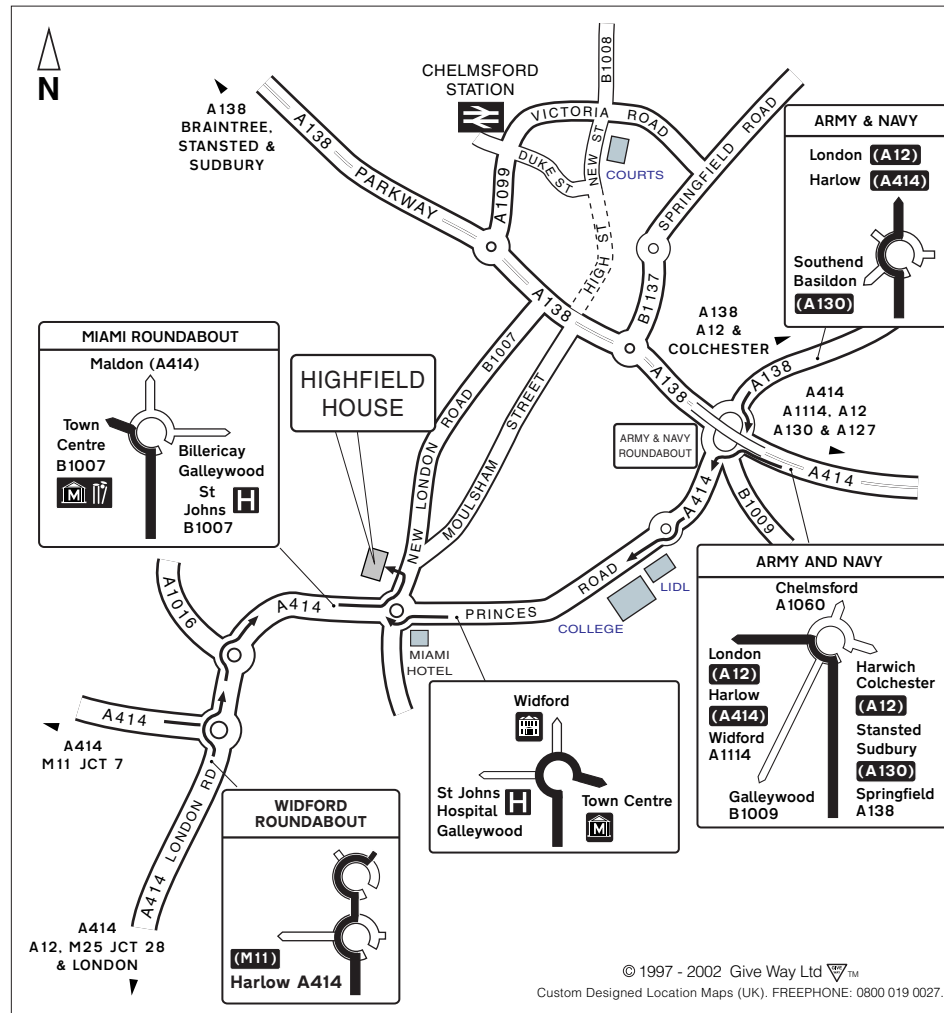 N
A138
BRAINTREE,
STANSTED &
SUDBURY
CHELMSFORD
STATION
B1008
VICTORIA ROAD
NEW ST
COURTS
DUKE ST
A1099
SPRINGFIELD ROAD
A138
PARKWAY
HIGH ST
B1137
A138
A138
A12 &
COLCHESTER
A138
A138
ARMY & NAVY
London (A12)
Harlow (A414)
Southend
Basildon
(A130)
A414
A1114, A12
A130 & A127
A414
ARMY & NAVY
ROUNDABOUT
B1009
A414
MIAMI ROUNDABOUT
Maldon (A414)
Town
Centre
B1007
M
Billericay
Galleywood
St
Johns
B1007
H
HIGHFIELD
HOUSE
NEW LONDON ROAD B1007
MOULSHAM STREET
A1016
A414
PRINCES ROAD
LIDL
COLLEGE
MIAMI
HOTEL
A414
A414
M11 JCT 7
A414 LONDON RD
A414
A12, M25 JCT 28
& LONDON
WIDFORD
ROUNDABOUT
(M11)
Harlow A414
Widford
St Johns
Hospital H
Galleywood
Town Centre
M
ARMY AND NAVY
Chelmsford
A1060
London
(A12)
Harlow
(A414)
Widford
A1114
Galleywood
B1009
Harwich
Colchester
(A12)
Stansted
Sudbury
(A130)
Springfield
A138
© 1997 - 2002 Give Way Ltd GIVE WAY TM
Custom Designed Location Maps (UK). FREEPHONE: 0800 019 0027.